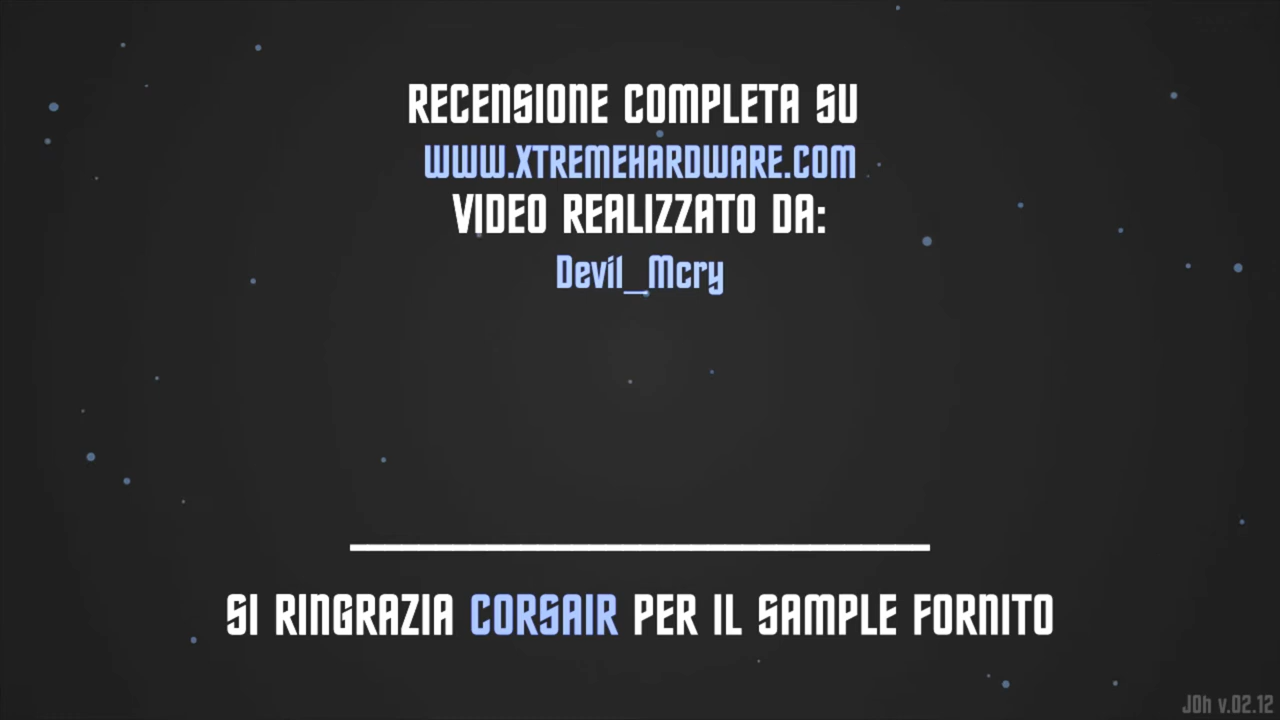 RECENSIONE COMPLETA SU
WWW.XTREMEHARDWARE.COM
VIDEO REALIZZATO DA:
Devil_Mcry
SI RINGRAZIA CORSAIR PER IL SAMPLE FORNITO
J0h v.02.12